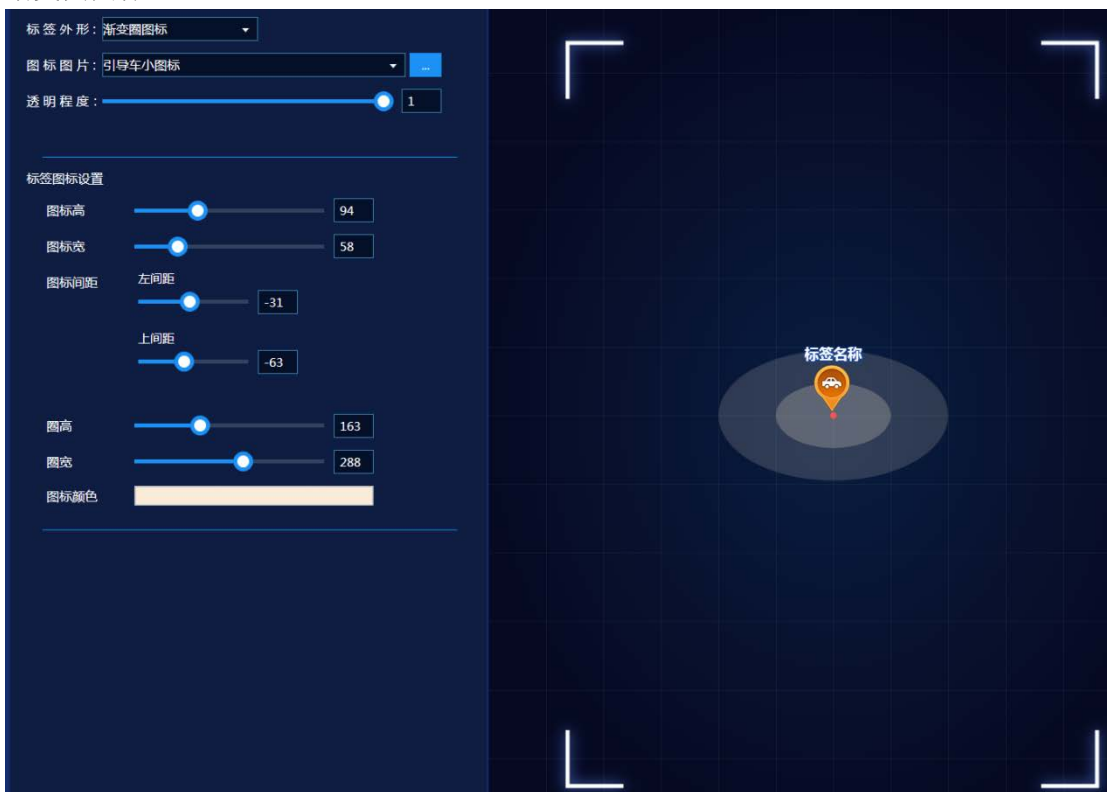 标签外形：渐变圈图标
图标图片：引导车小图标 ...
透明程度：1
标签图标设置
图标高 94
图标宽 58
图标间距 左间距
-31
上间距
-63
圈高 163
圈宽 288
图标颜色
标签名称